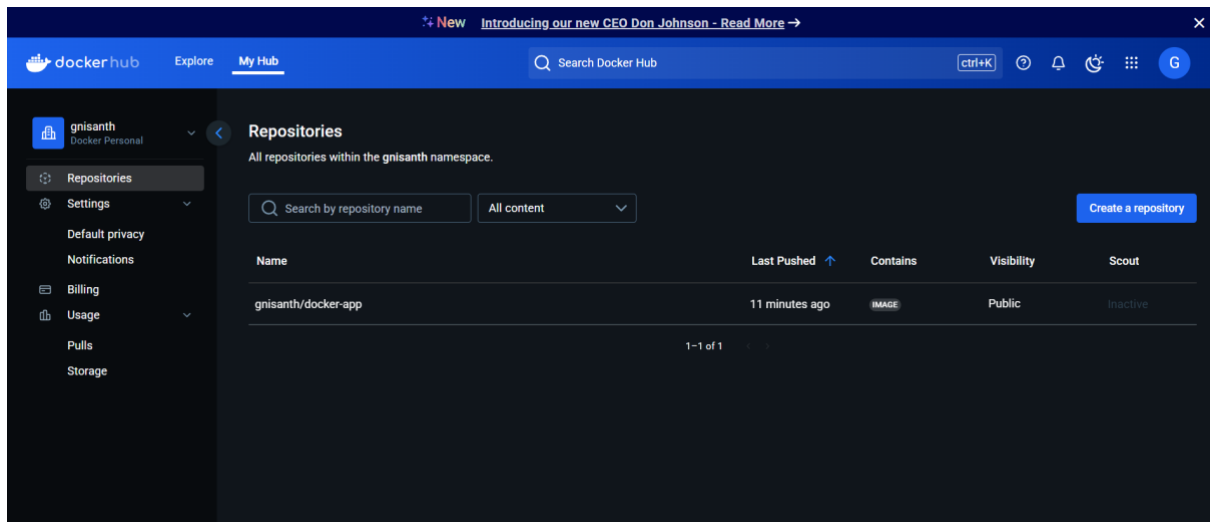 New Introducing our new CEO Don Johnson - Read More →
dockerhub Explore My Hub Search Docker Hub ctrl+K G
gnisanth
Docker Personal
Repositories
Settings
Default privacy
Notifications
Billing
Usage
Pulls
Storage
Repositories
All repositories within the gnisanth namespace.
Search by repository name All content Create a repository
Name Last Pushed ↑ Contains Visibility Scout
gnisanth/docker-app 11 minutes ago IMAGE Public Inactive
1–1 of 1